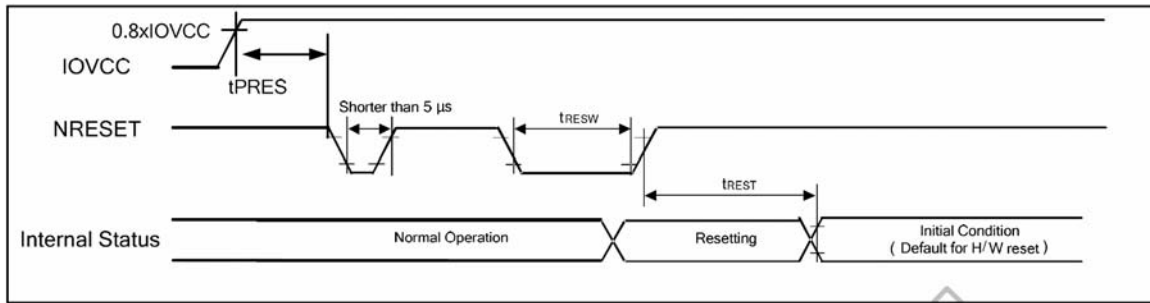 0.8xIOVCC
IOVCC
tPRES
Shorter than 5 µs
NRESET
tRESW
tREST
Internal Status
Normal Operation
Resetting
Initial Condition
( Default for H/W reset )